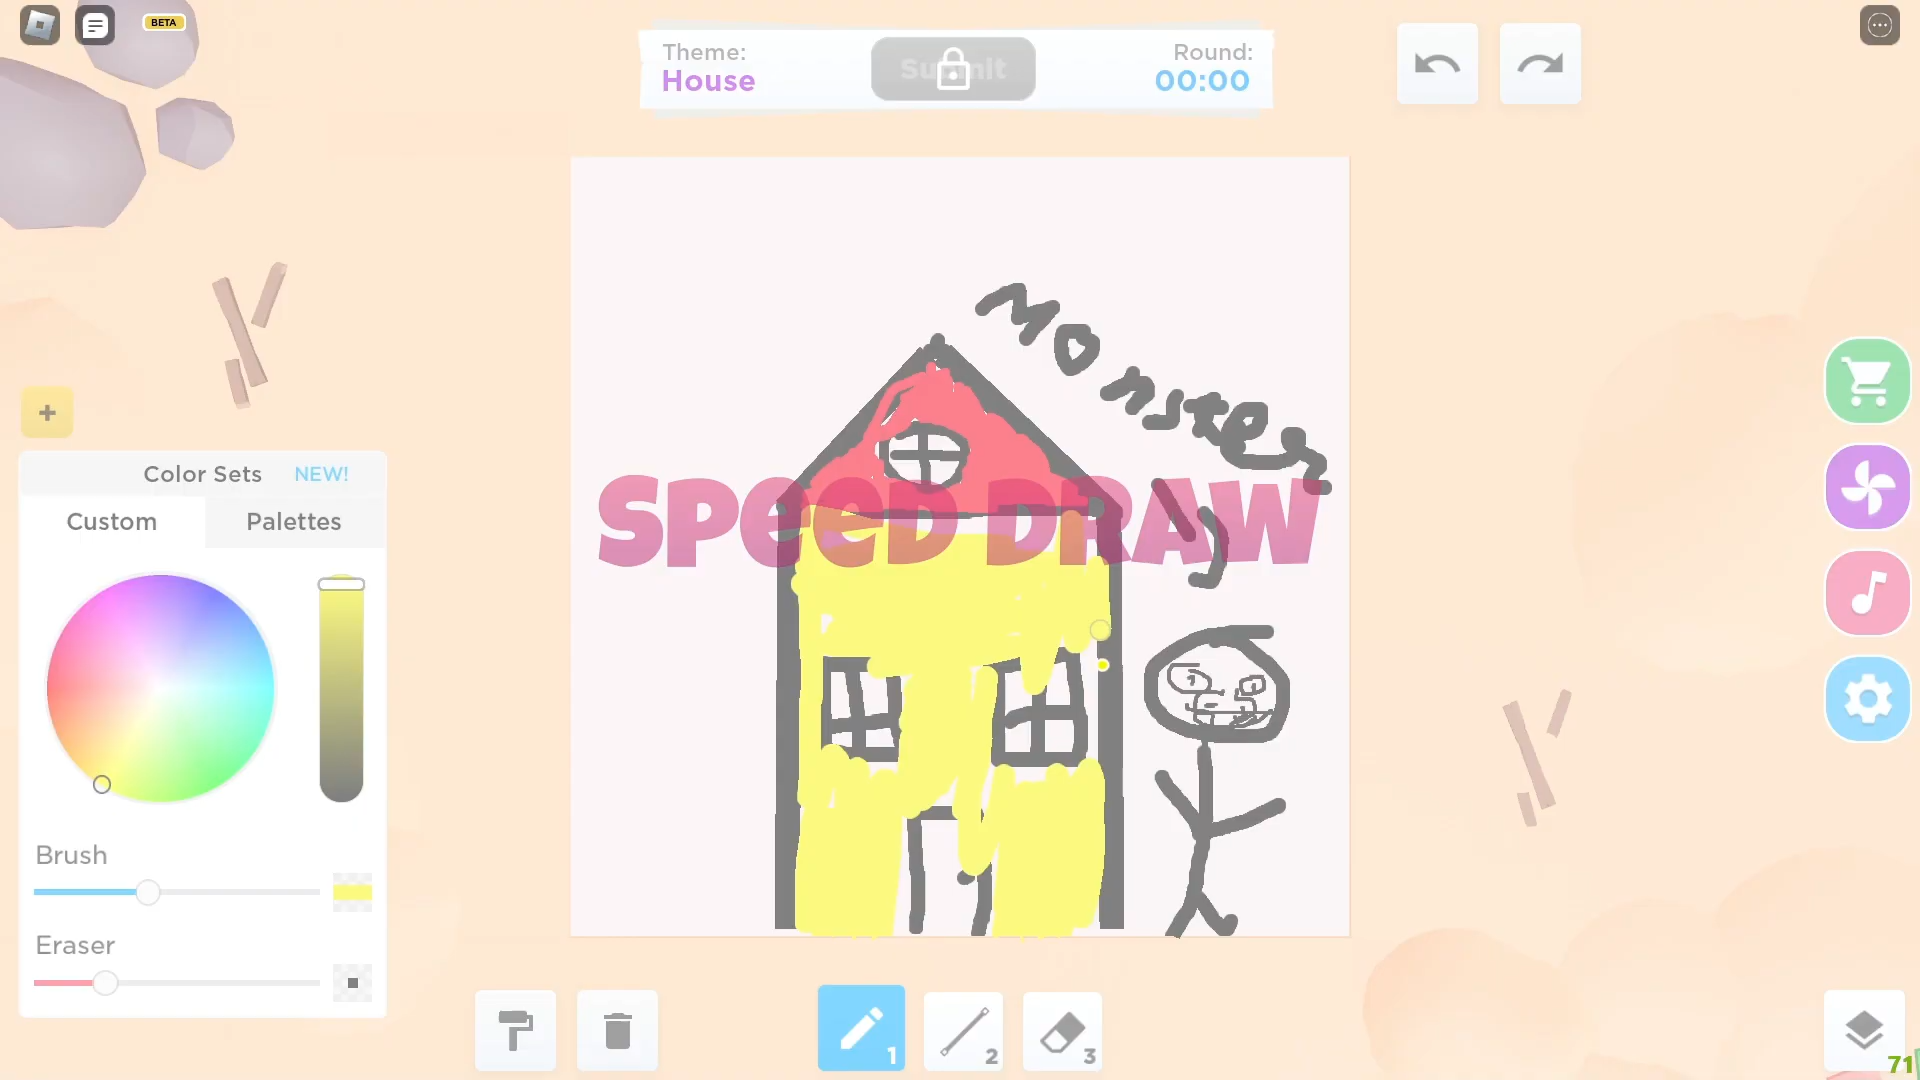 BETA
Theme:
House
Submit
Round:
00:00
Monster
SPEED DRAW
Color Sets NEW!
Custom Palettes
Brush
Eraser
1
2
3
71